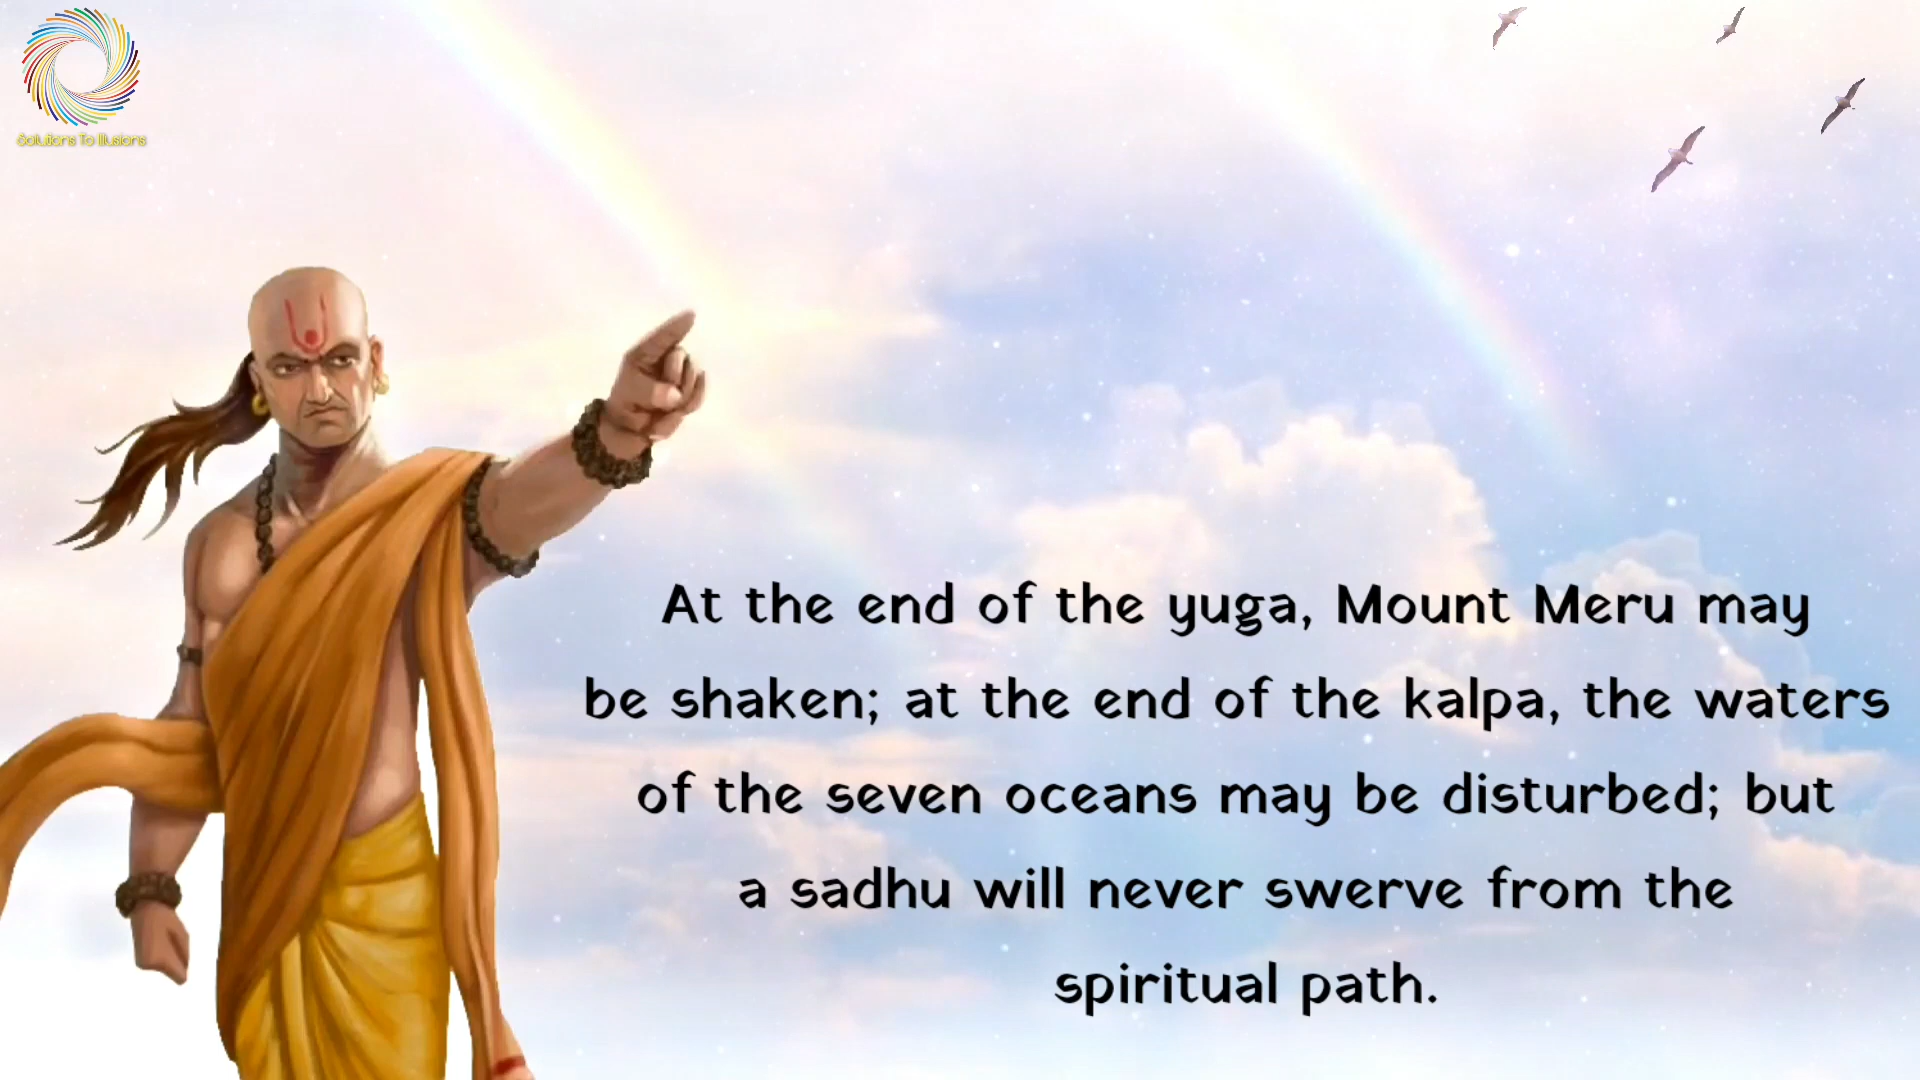 Solutions To Illusions
At the end of the yuga, Mount Meru may
be shaken; at the end of the kalpa, the waters
of the seven oceans may be disturbed; but
a sadhu will never swerve from the
spiritual path.